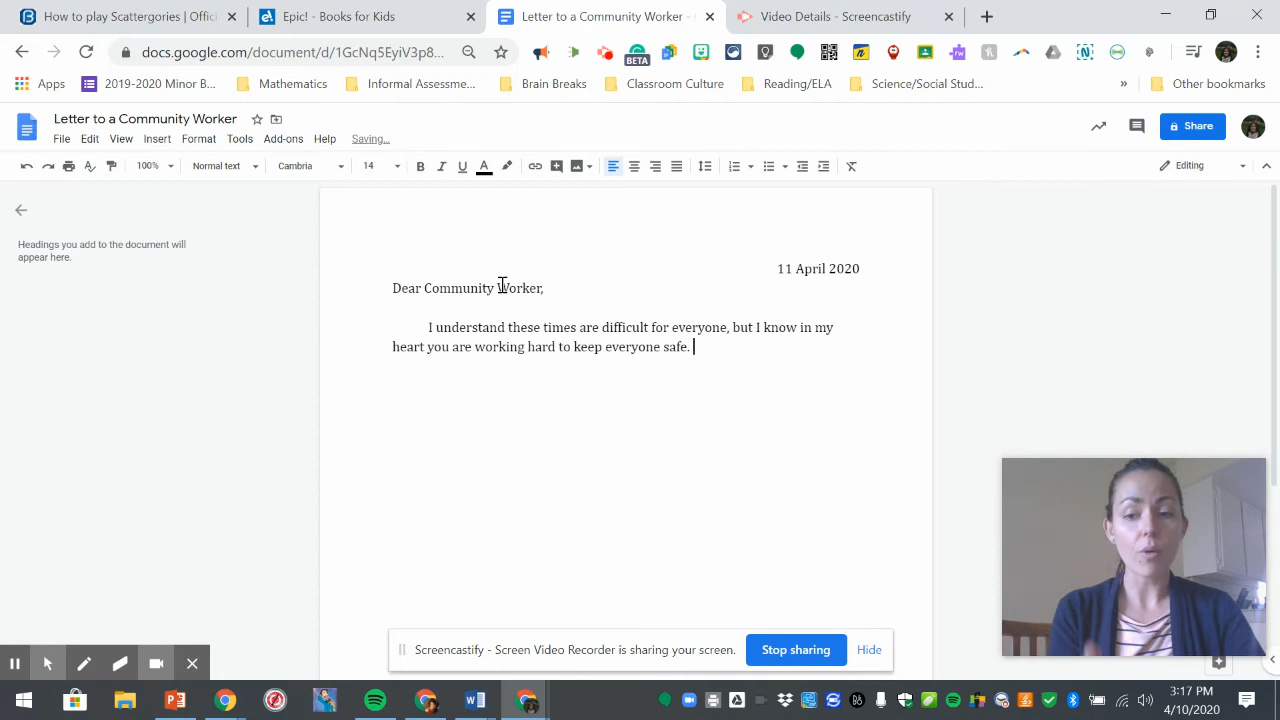 How to play Scattergories | Offici
Epic! - Books for Kids
Letter to a Community Worker -
Video Details - Screencastify
docs.google.com/document/d/1GcNq5EyiV3p8...
BETA
Apps
2019-2020 Minor B...
Mathematics
Informal Assessme...
Brain Breaks
Classroom Culture
Reading/ELA
Science/Social Stud...
»
Other bookmarks
Letter to a Community Worker
File Edit View Insert Format Tools Add-ons Help Saving...
Share
100% Normal text Cambria 14 B I U A Editing
Headings you add to the document will
appear here.
11 April 2020
Dear Community Worker,
I understand these times are difficult for everyone, but I know in my
heart you are working hard to keep everyone safe.
Screencastify - Screen Video Recorder is sharing your screen.
Stop sharing
Hide
3:17 PM
4/10/2020